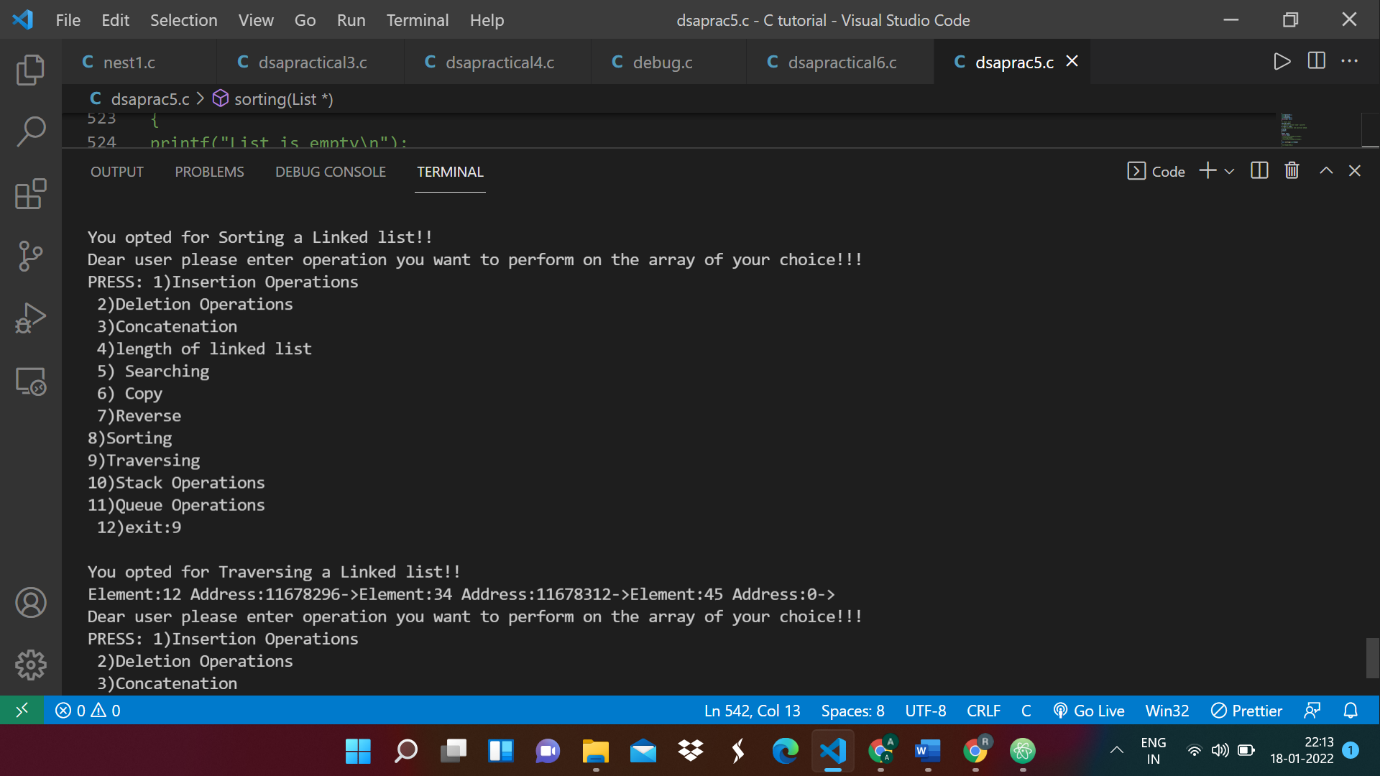 File Edit Selection View Go Run Terminal Help dsaprac5.c - C tutorial - Visual Studio Code
C nest1.c C dsapractical3.c C dsapractical4.c C debug.c C dsapractical6.c C dsaprac5.c
C dsaprac5.c > sorting(List *)
523 {
524 printf("List is empty\n");
OUTPUT PROBLEMS DEBUG CONSOLE TERMINAL Code
You opted for Sorting a Linked list!!
Dear user please enter operation you want to perform on the array of your choice!!!
PRESS: 1)Insertion Operations
2)Deletion Operations
3)Concatenation
4)length of linked list
5) Searching
6) Copy
7)Reverse
8)Sorting
9)Traversing
10)Stack Operations
11)Queue Operations
12)exit:9
You opted for Traversing a Linked list!!
Element:12 Address:11678296->Element:34 Address:11678312->Element:45 Address:0->
Dear user please enter operation you want to perform on the array of your choice!!!
PRESS: 1)Insertion Operations
2)Deletion Operations
3)Concatenation
0 0 Ln 542, Col 13 Spaces: 8 UTF-8 CRLF C Go Live Win32 Prettier
ENG 22:13
IN 18-01-2022 1